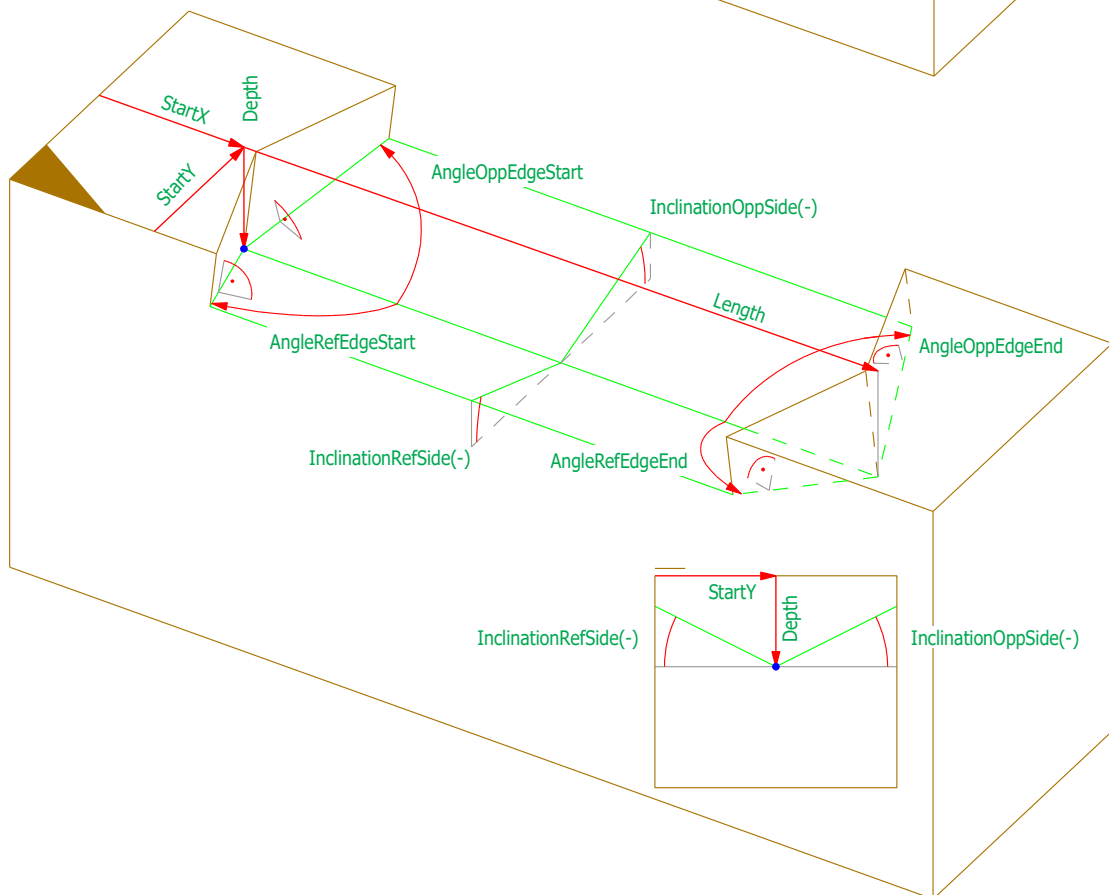 StartX
Depth
StartY
AngleOppEdgeStart
InclinationOppSide(-)
Length
AngleRefEdgeStart
AngleOppEdgeEnd
InclinationRefSide(-)
AngleRefEdgeEnd
StartY
Depth
InclinationRefSide(-)
InclinationOppSide(-)